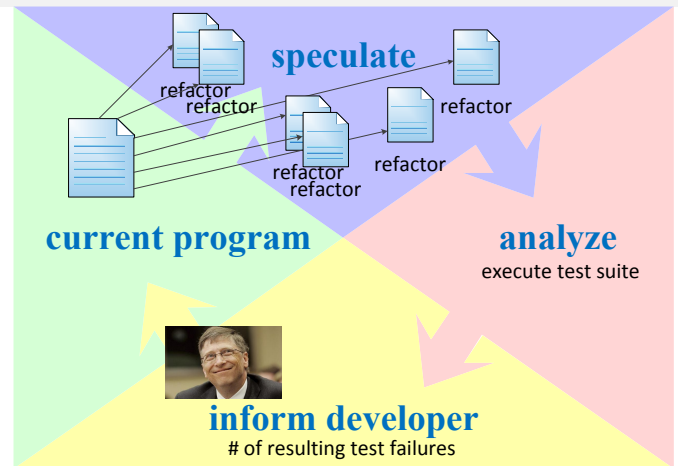 speculate
refactor
refactor
refactor
refactor
refactor
refactor
current program
analyze
execute test suite
inform developer
# of resulting test failures